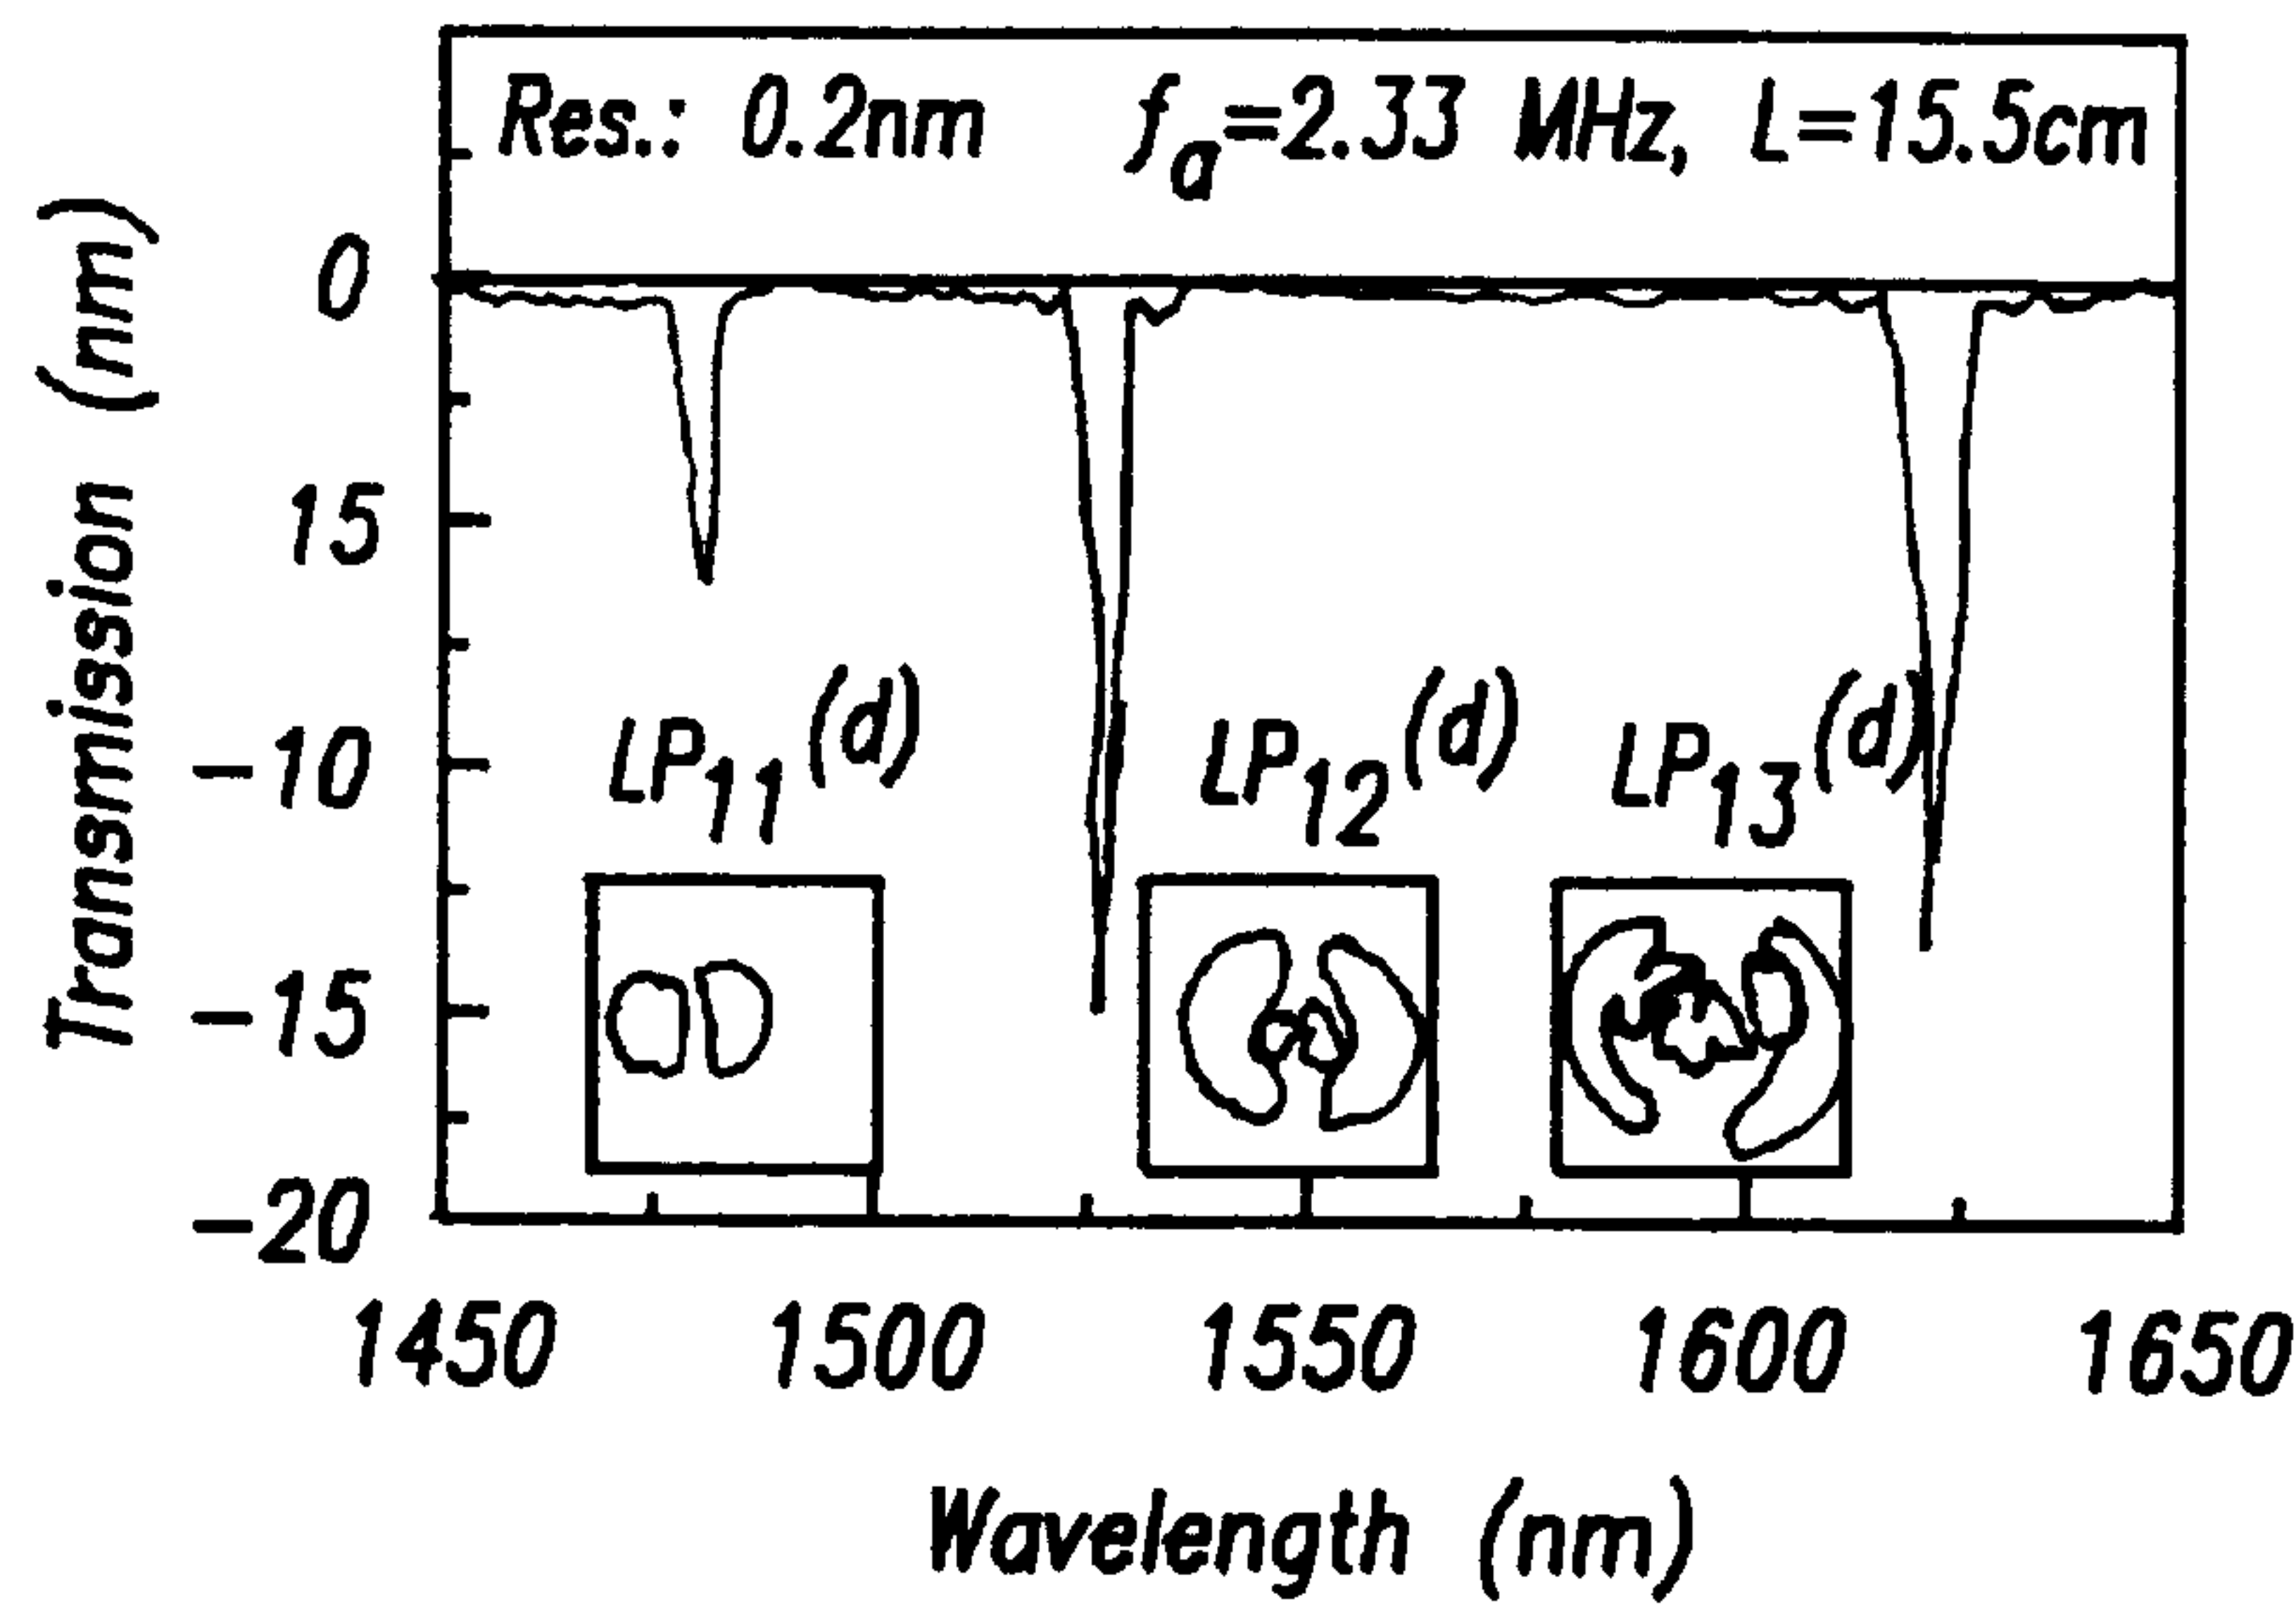 Res.: 0.2nm f_a=2.33 MHz, L=15.5cm
Transmission (nm)
0
15
-10
-15
-20
LP_11^(d) LP_12^(d) LP_13^(d)
1450 1500 1550 1600 1650
Wavelength (nm)